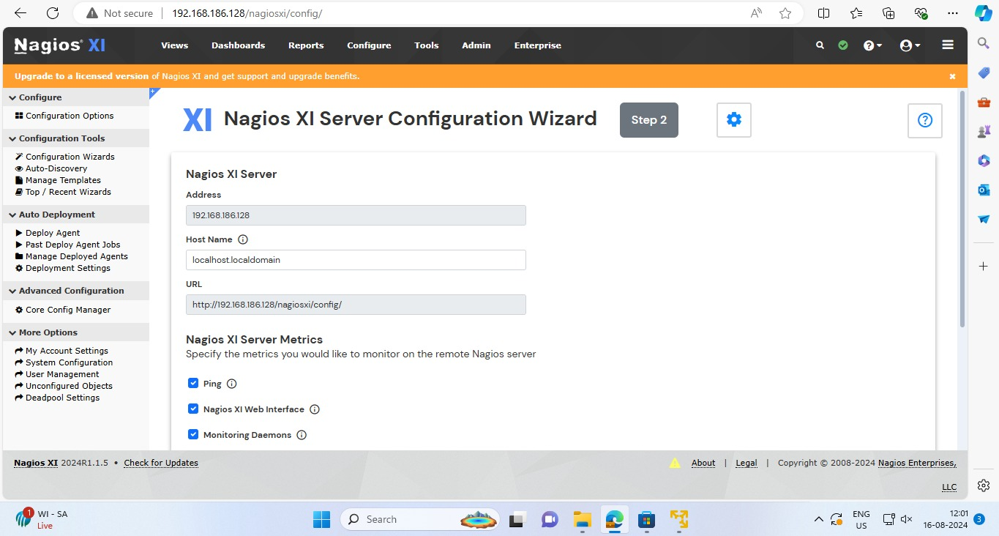 Not secure 192.168.186.128/nagiosxi/config/
Nagios XI Views Dashboards Reports Configure Tools Admin Enterprise
Upgrade to a licensed version of Nagios XI and get support and upgrade benefits.
Configure
Configuration Options
Configuration Tools
Configuration Wizards
Auto-Discovery
Manage Templates
Top / Recent Wizards
Auto Deployment
Deploy Agent
Past Deploy Agent Jobs
Manage Deployed Agents
Deployment Settings
Advanced Configuration
Core Config Manager
More Options
My Account Settings
System Configuration
User Management
Unconfigured Objects
Deadpool Settings
XI Nagios XI Server Configuration Wizard Step 2
Nagios XI Server
Address
192.168.186.128
Host Name
localhost.localdomain
URL
http://192.168.186.128/nagiosxi/config/
Nagios XI Server Metrics
Specify the metrics you would like to monitor on the remote Nagios server
Ping
Nagios XI Web Interface
Monitoring Daemons
Nagios XI 2024R1.1.5 • Check for Updates About | Legal | Copyright © 2008-2024 Nagios Enterprises,
LLC
1 WI - SA
Live
Search
ENG
US
12:01
16-08-2024
3